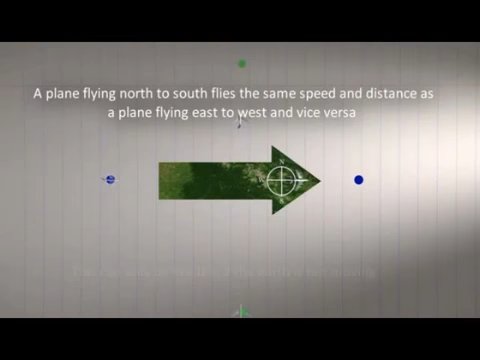 A plane flying north to south flies the same speed and distance as
a plane flying east to west and vice versa
N